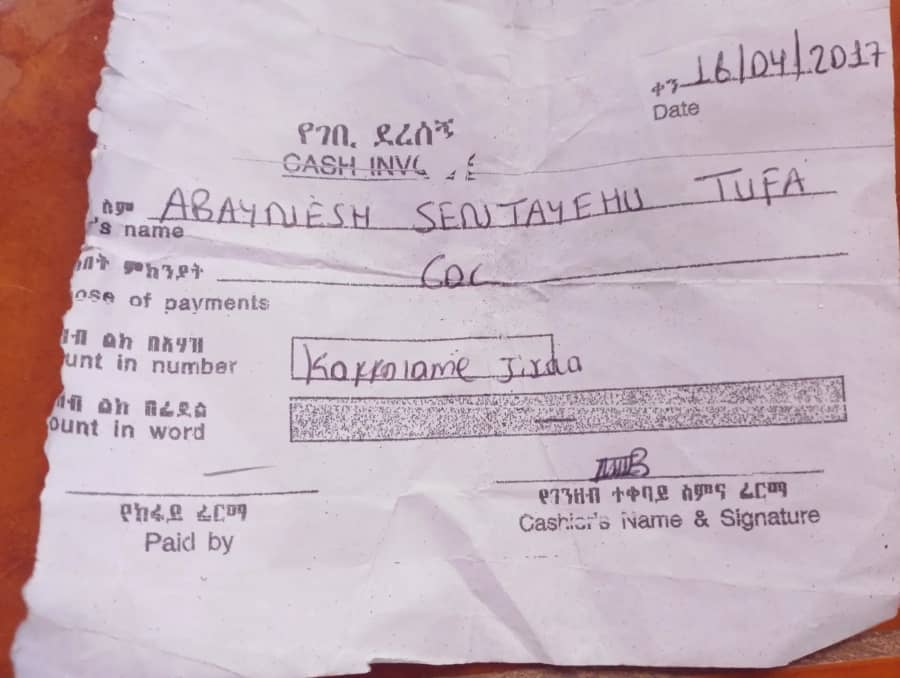 ቀን 16/04/2017
Date
የገቢ ደረሰኝ
CASH INV
ስም ABAYNESH SENTAYEHU TUFA
's name
ምክንያት COC
ose of payments
ልክ በአሃዝ
unt in number Kakkolame Jirda
ልክ በፊደል
ount in word
የከፋይ ፊርማ
Paid by
የገንዘብ ተቀባይ ስምና ፊርማ
Cashier's Name & Signature